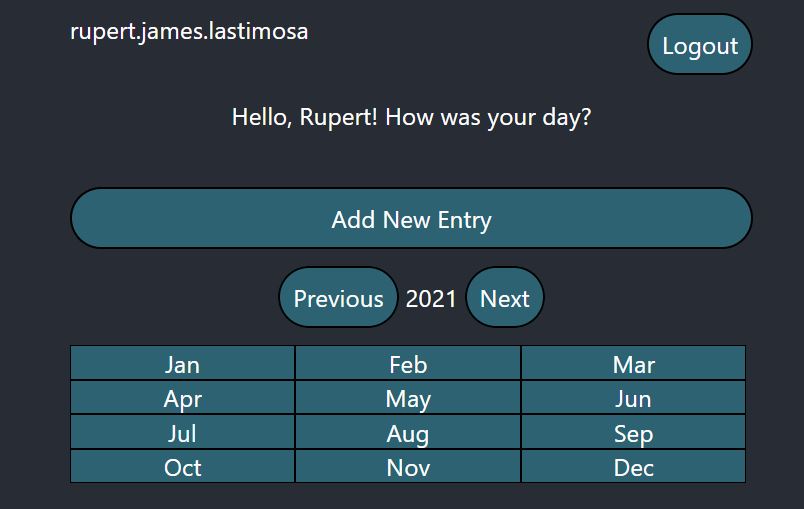 rupert.james.lastimosa Logout
Hello, Rupert! How was your day?
Add New Entry
Previous 2021 Next
Jan Feb Mar
Apr May Jun
Jul Aug Sep
Oct Nov Dec